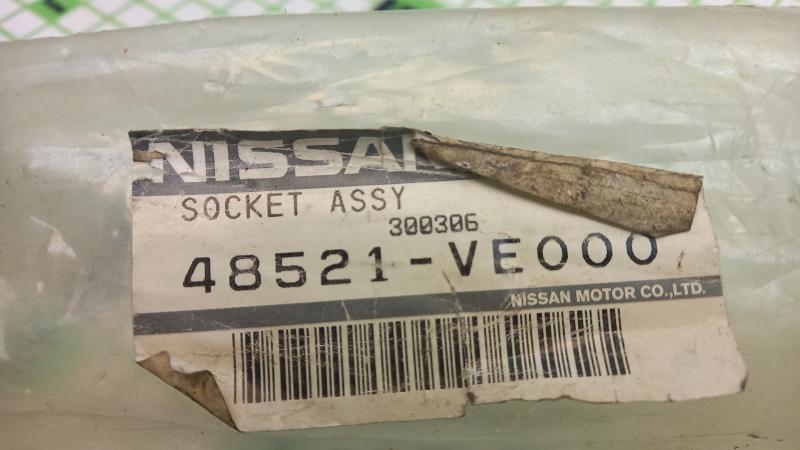 NISSAN
SOCKET ASSY
300306
48521-VE000
NISSAN MOTOR CO.,LTD.